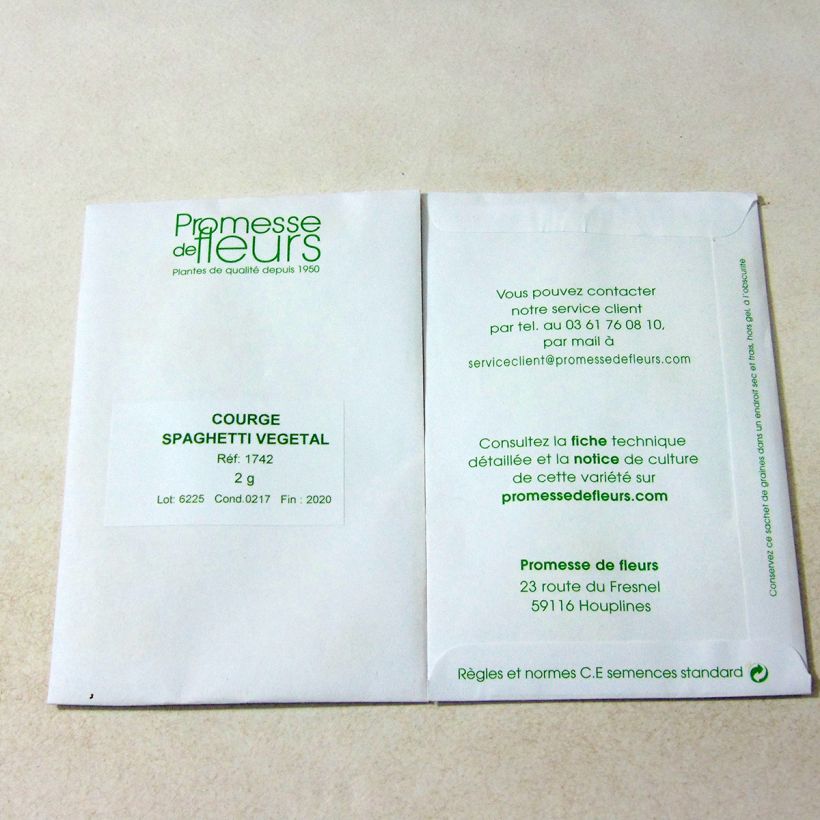 Promesse
de fleurs
Plantes de qualité depuis 1950
COURGE
SPAGHETTI VEGETAL
Réf: 1742
2 g
Lot: 6225 Cond.0217 Fin : 2020
Vous pouvez contacter
notre service client
par tel. au 03 61 76 08 10,
par mail à
serviceclient@promessedefleurs.com
Consultez la fiche technique
détaillée et la notice de culture
de cette variété sur
promessedefleurs.com
Promesse de fleurs
23 route du Fresnel
59116 Houplines
Règles et normes C.E semences standard
Conservez ce sachet de graines dans un endroit sec et frais, hors gel, à l'obscurité